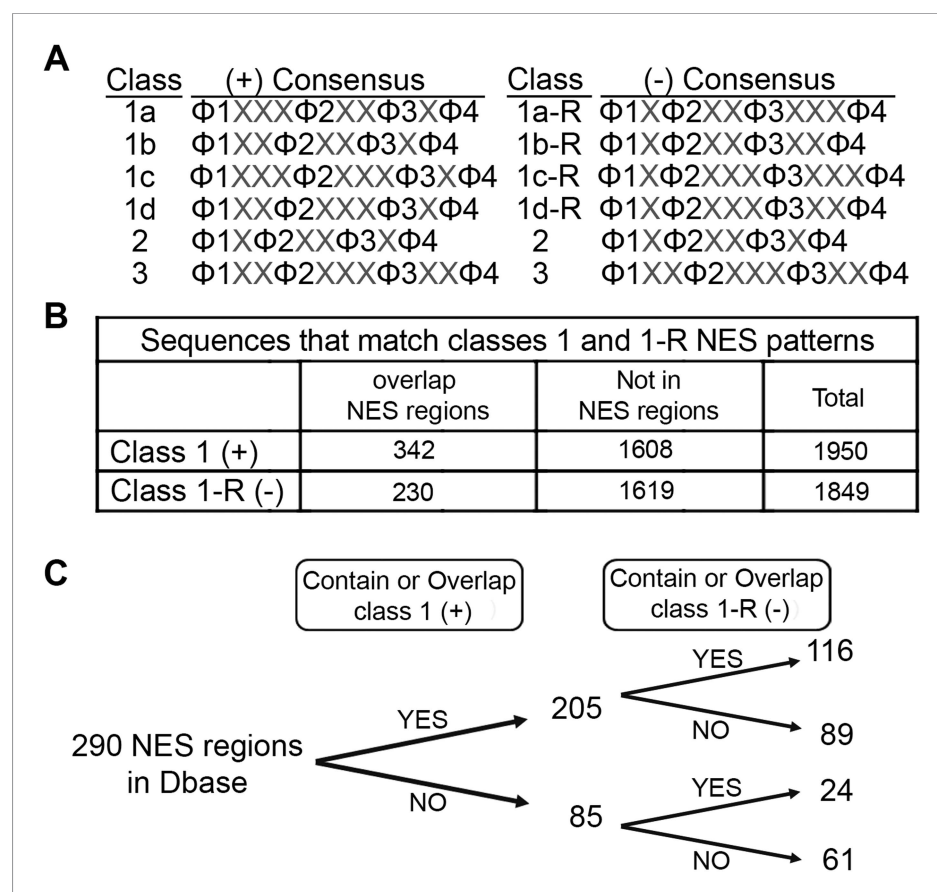 A
Class (+) Consensus Class (-) Consensus
1a Φ1XXXΦ2XXΦ3XΦ4 1a-R Φ1XΦ2XXΦ3XXXΦ4
1b Φ1XXΦ2XXΦ3XΦ4 1b-R Φ1XΦ2XXΦ3XXΦ4
1c Φ1XXXΦ2XXXΦ3XΦ4 1c-R Φ1XΦ2XXXΦ3XXXΦ4
1d Φ1XXΦ2XXXΦ3XΦ4 1d-R Φ1XΦ2XXXΦ3XXΦ4
2 Φ1XΦ2XXΦ3XΦ4 2 Φ1XΦ2XXΦ3XΦ4
3 Φ1XXΦ2XXXΦ3XXΦ4 3 Φ1XXΦ2XXXΦ3XXΦ4
B
Sequences that match classes 1 and 1-R NES patterns
overlap NES regions Not in NES regions Total
Class 1 (+) 342 1608 1950
Class 1-R (-) 230 1619 1849
C
Contain or Overlap
class 1 (+)
Contain or Overlap
class 1-R (-)
290 NES regions
in Dbase
YES
205
NO
85
YES
116
NO
89
YES
24
NO
61